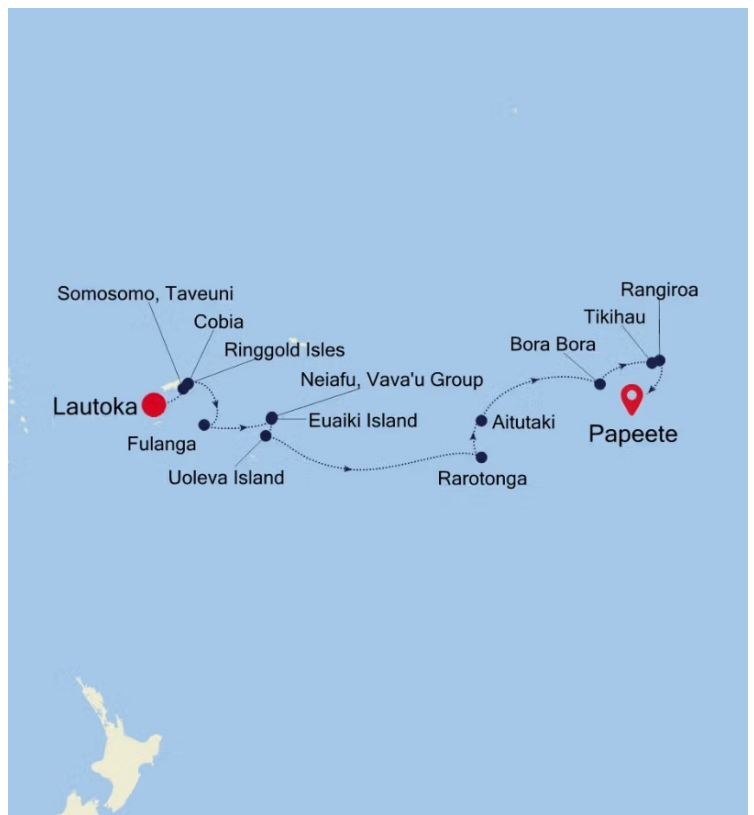 Somosomo, Taveuni
Cobia
Ringgold Isles
Lautoka
Neiafu, Vava'u Group
Euaiki Island
Fulanga
Uoleva Island
Rarotonga
Aitutaki
Bora Bora
Tikihau
Rangiroa
Papeete